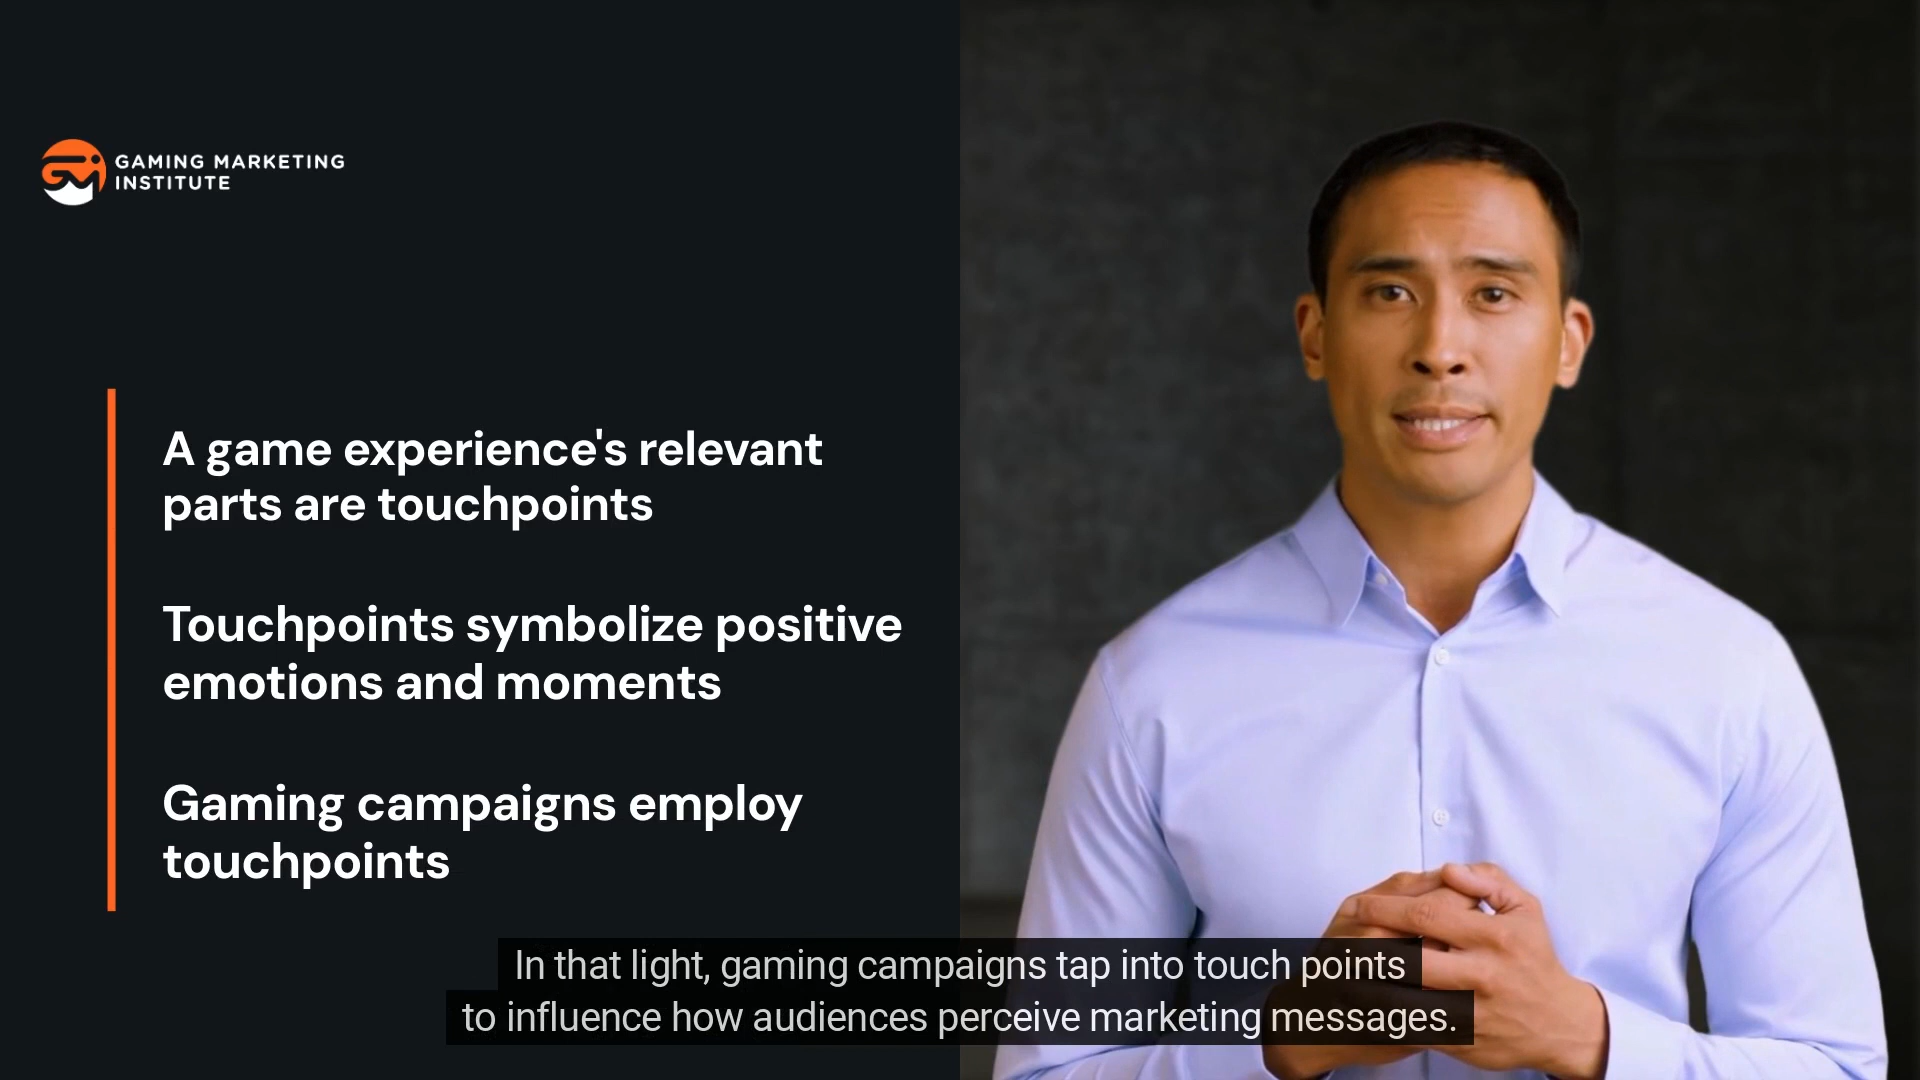 GAMING MARKETING
INSTITUTE
A game experience's relevant
parts are touchpoints
Touchpoints symbolize positive
emotions and moments
Gaming campaigns employ
touchpoints
In that light, gaming campaigns tap into touch points
to influence how audiences perceive marketing messages.